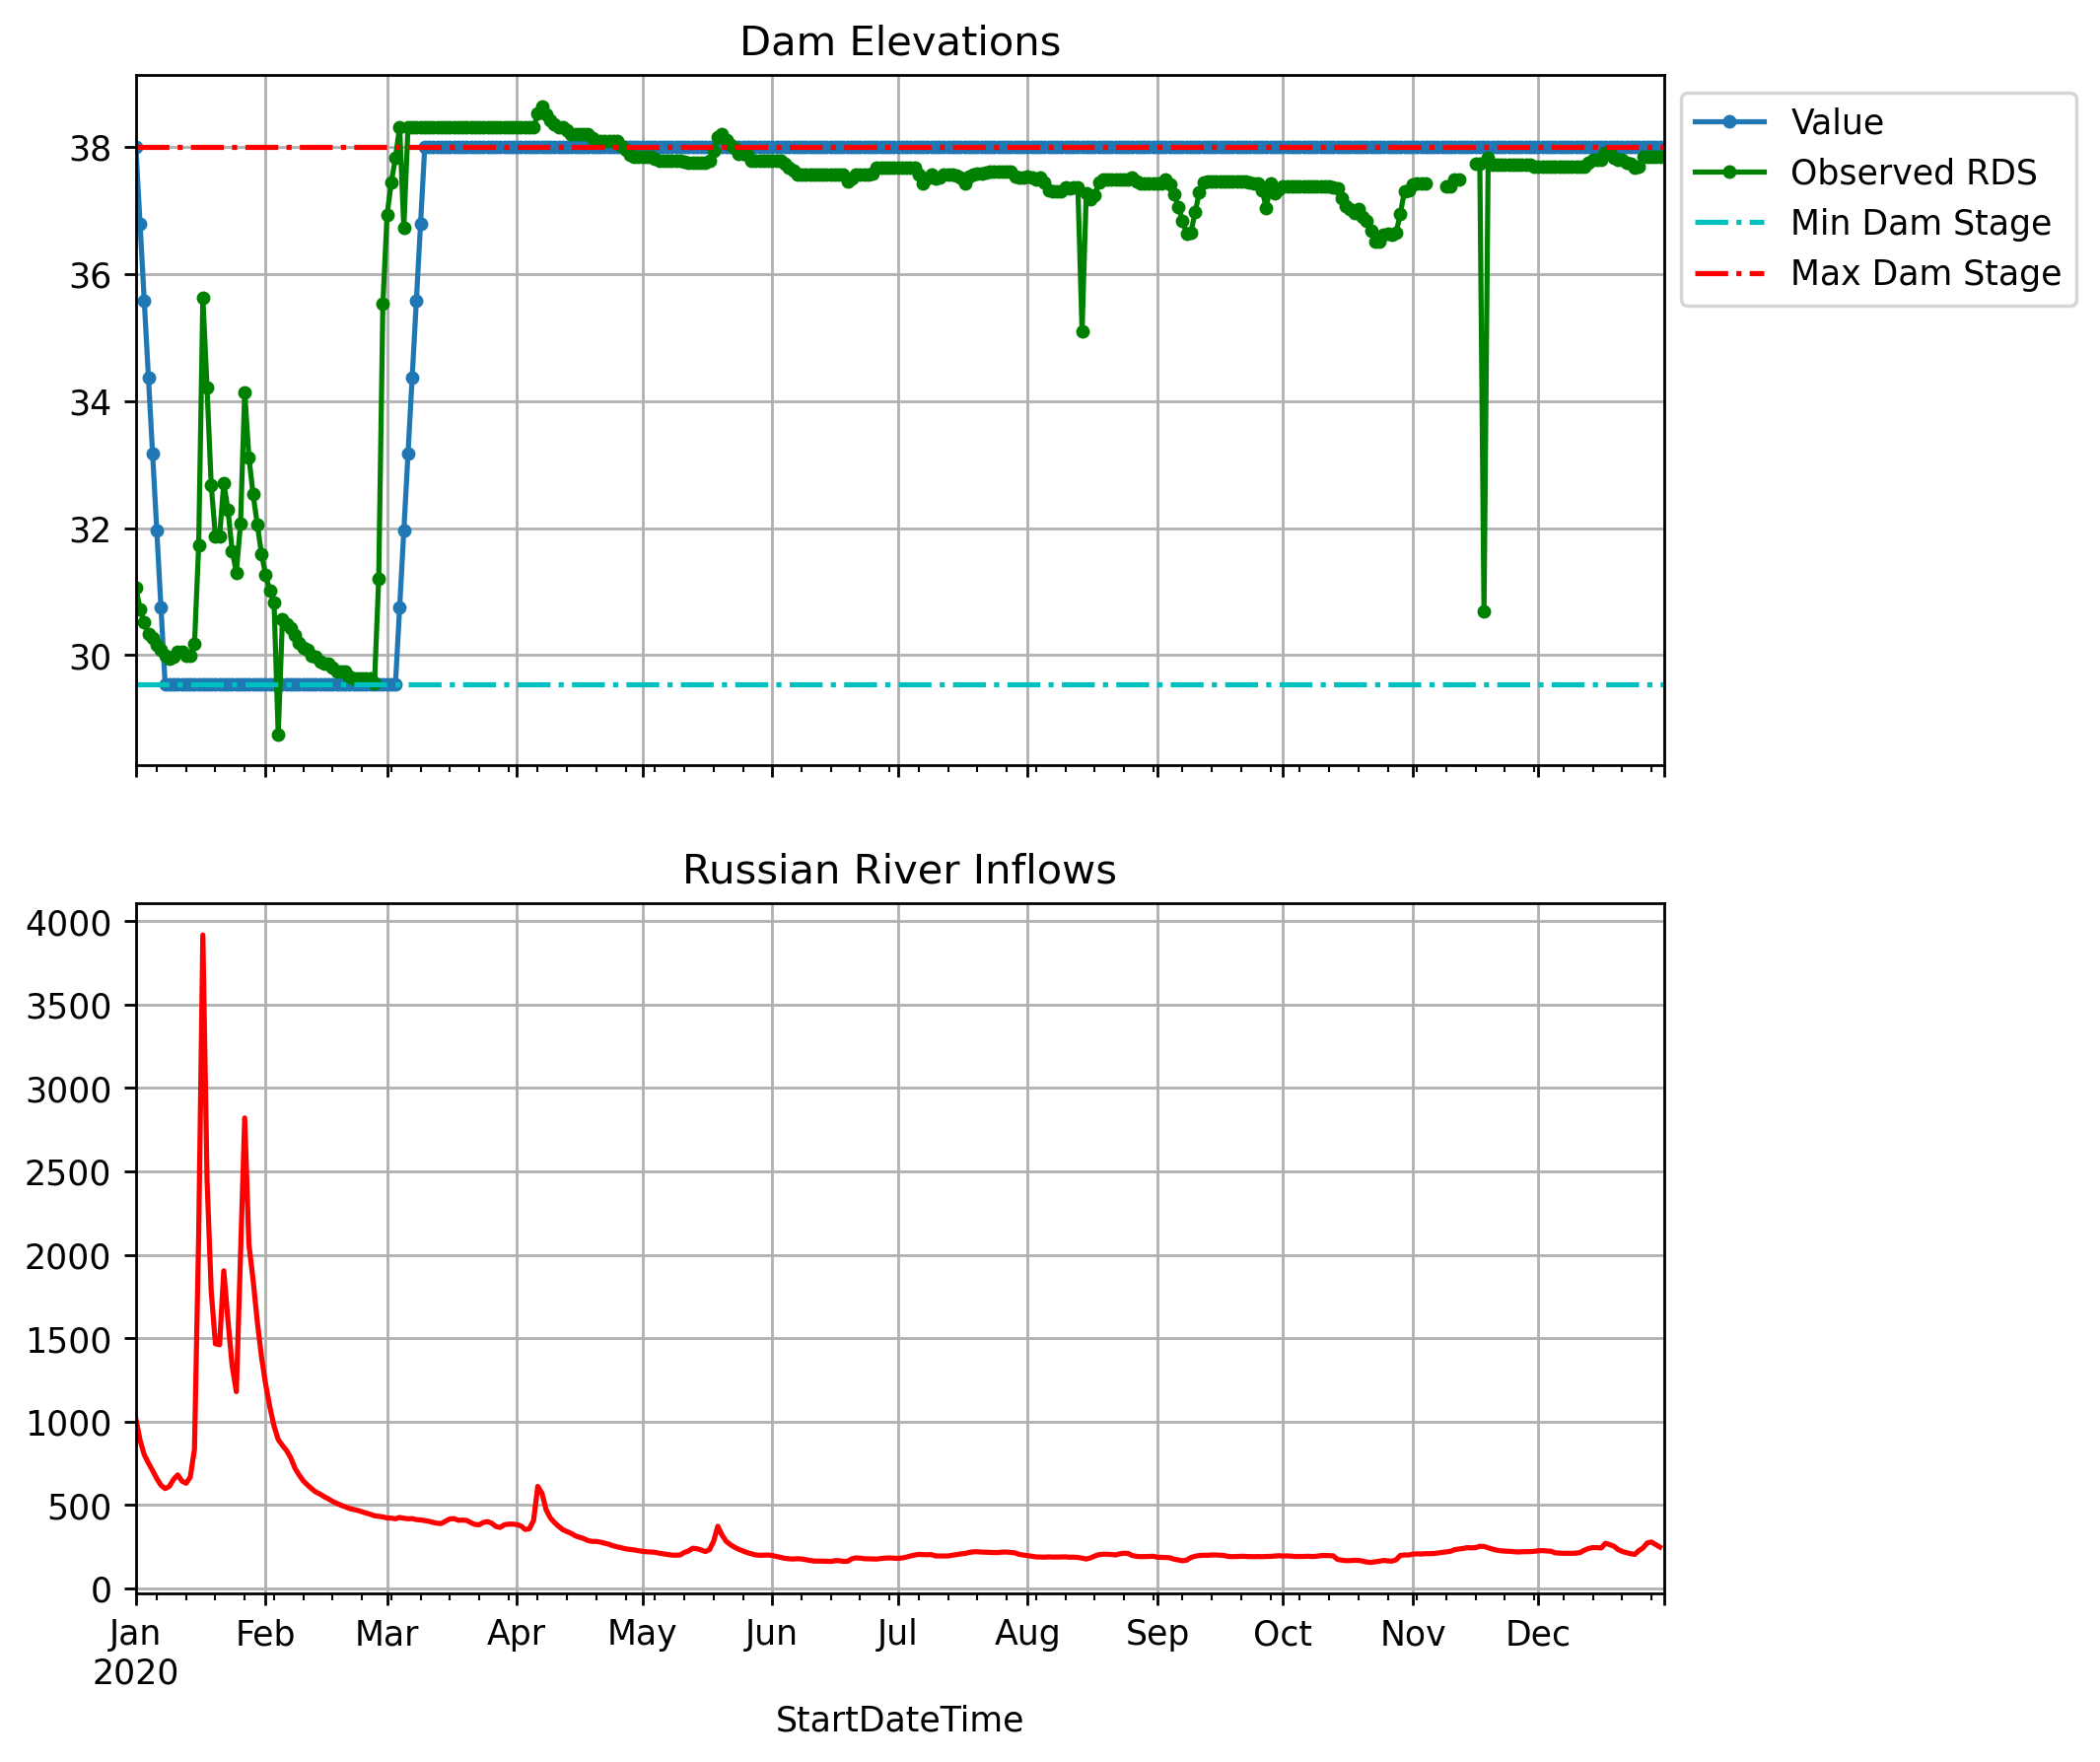 Dam Elevations
38
36
34
32
30
Value
Observed RDS
Min Dam Stage
Max Dam Stage
Russian River Inflows
4000
3500
3000
2500
2000
1500
1000
500
0
Jan Feb Mar Apr May Jun Jul Aug Sep Oct Nov Dec
2020
StartDateTime